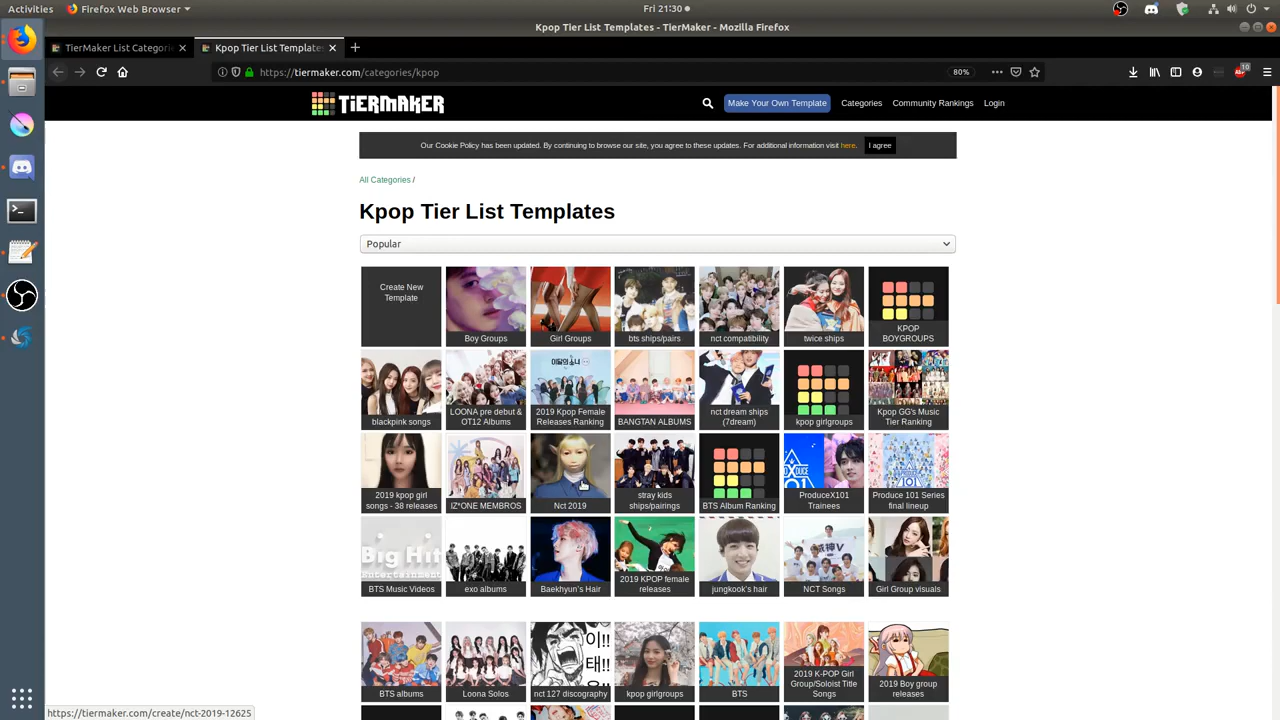 Activities Firefox Web Browser Fri 21:30
Kpop Tier List Templates - TierMaker - Mozilla Firefox
TierMaker List Categori
Kpop Tier List Templates
https://tiermaker.com/categories/kpop 80% 10
TiERMAKER Make Your Own Template Categories Community Rankings Login
Our Cookie Policy has been updated. By continuing to browse our site, you agree to these updates. For additional information visit here. I agree
All Categories /
Kpop Tier List Templates
Popular
Create New
Template
Boy Groups
Girl Groups
bts ships/pairs
nct compatibility
twice ships
KPOP
BOYGROUPS
blackpink songs
LOONA pre debut &
OT12 Albums
2019 Kpop Female
Releases Ranking
BANGTAN ALBUMS
nct dream ships
(7dream)
kpop girlgroups
Kpop GG's Music
Tier Ranking
2019 kpop girl
songs - 38 releases
IZ*ONE MEMBROS
Nct 2019
stray kids
ships/pairings
BTS Album Ranking
ProduceX101
Trainees
Produce 101 Series
final lineup
Big Hit
Entertainment
BTS Music Videos
exo albums
Baekhyun's Hair
2019 KPOP female
releases
jungkook's hair
NCT Songs
Girl Group visuals
BTS albums
Loona Solos
이!!
태!!
nct 127 discography
kpop girlgroups
BTS
2019 K-POP Girl
Group/Soloist Title
Songs
2019 Boy group
releases
https://tiermaker.com/create/nct-2019-12625